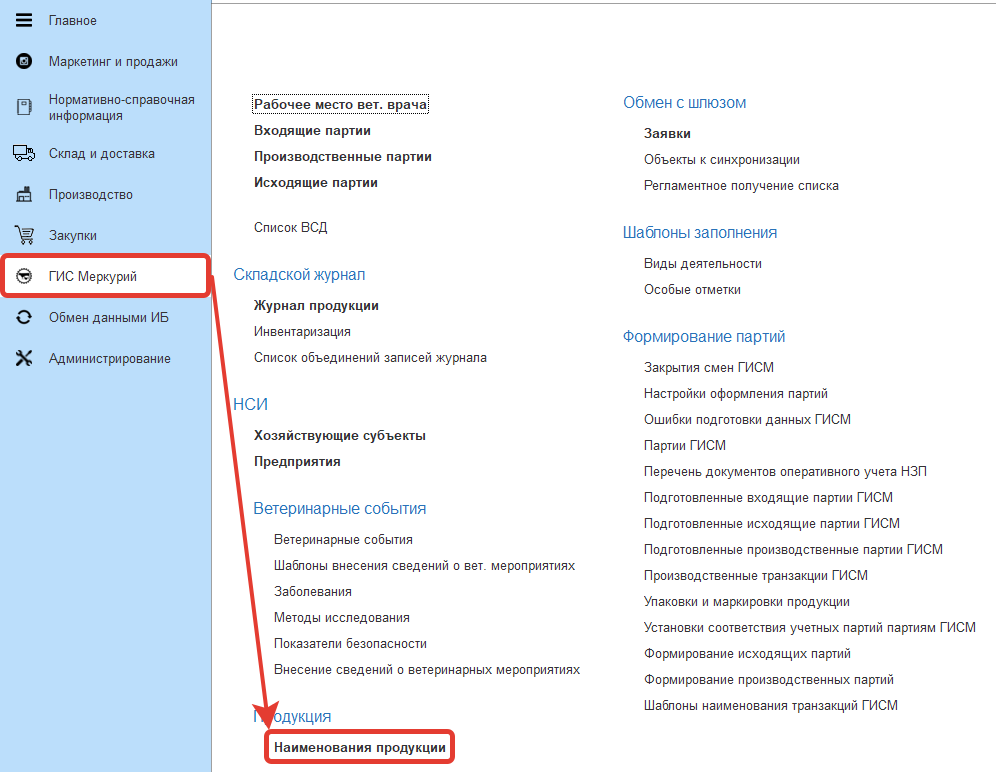 Главное
Маркетинг и продажи
Нормативно-справочная
информация
Склад и доставка
Производство
Закупки
ГИС Меркурий
Обмен данными ИБ
Администрирование
Рабочее место вет. врача
Входящие партии
Производственные партии
Исходящие партии
Список ВСД
Складской журнал
Журнал продукции
Инвентаризация
Список объединений записей журнала
НСИ
Хозяйствующие субъекты
Предприятия
Ветеринарные события
Ветеринарные события
Шаблоны внесения сведений о вет. мероприятиях
Заболевания
Методы исследования
Показатели безопасности
Внесение сведений о ветеринарных мероприятиях
Продукция
Наименования продукции
Обмен с шлюзом
Заявки
Объекты к синхронизации
Регламентное получение списка
Шаблоны заполнения
Виды деятельности
Особые отметки
Формирование партий
Закрытия смен ГИСМ
Настройки оформления партий
Ошибки подготовки данных ГИСМ
Партии ГИСМ
Перечень документов оперативного учета НЗП
Подготовленные входящие партии ГИСМ
Подготовленные исходящие партии ГИСМ
Подготовленные производственные партии ГИСМ
Производственные транзакции ГИСМ
Упаковки и маркировки продукции
Установки соответствия учетных партий партиям ГИСМ
Формирование исходящих партий
Формирование производственных партий
Шаблоны наименования транзакций ГИСМ